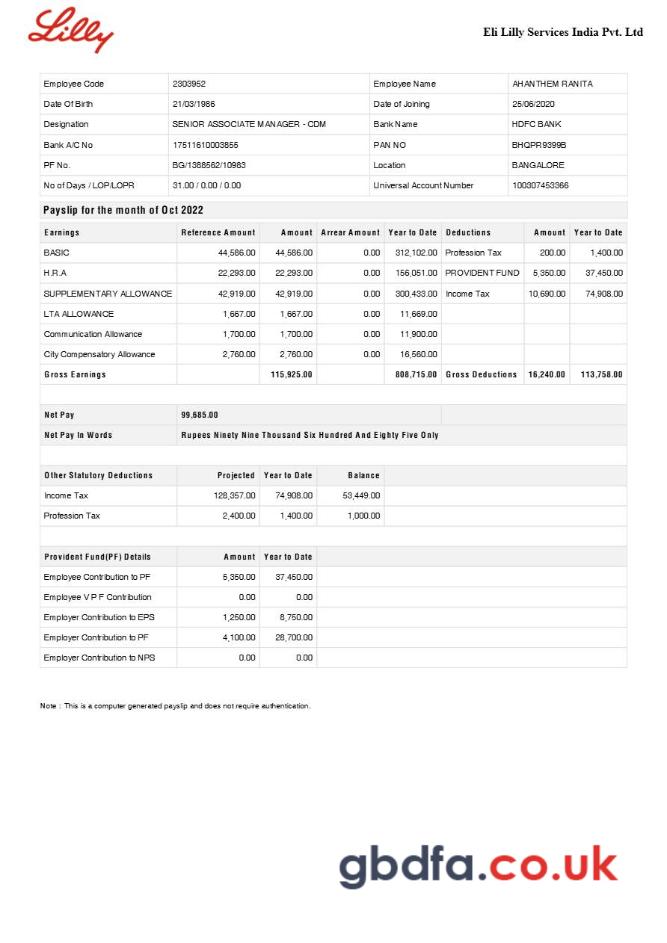 Lilly
Eli Lilly Services India Pvt. Ltd
Employee Code 2303952 Employee Name AHANTHEM RANITA
Date Of Birth 21/03/1986 Date of Joining 25/06/2020
Designation SENIOR ASSOCIATE MANAGER - CDM Bank Name HDFC BANK
Bank A/C No 17511610003855 PAN NO BHQPR9399B
PF No. BG/1388562/10983 Location BANGALORE
No of Days / LOP/LOPR 31.00 / 0.00 / 0.00 Universal Account Number 100307453366
Payslip for the month of Oct 2022
Earnings Reference Amount Amount Arrear Amount Year to Date Deductions Amount Year to Date
BASIC 44,586.00 44,586.00 0.00 312,102.00 Profession Tax 200.00 1,400.00
H.R.A 22,293.00 22,293.00 0.00 156,051.00 PROVIDENT FUND 5,350.00 37,450.00
SUPPLEMENTARY ALLOWANCE 42,919.00 42,919.00 0.00 300,433.00 Income Tax 10,690.00 74,908.00
LTA ALLOWANCE 1,667.00 1,667.00 0.00 11,669.00
Communication Allowance 1,700.00 1,700.00 0.00 11,900.00
City Compensatory Allowance 2,760.00 2,760.00 0.00 16,560.00
Gross Earnings 115,925.00 808,715.00 Gross Deductions 16,240.00 113,758.00
Net Pay 99,685.00
Net Pay In Words Rupees Ninety Nine Thousand Six Hundred And Eighty Five Only
Other Statutory Deductions Projected Year to Date Balance
Income Tax 128,357.00 74,908.00 53,449.00
Profession Tax 2,400.00 1,400.00 1,000.00
Provident Fund(PF) Details Amount Year to Date
Employee Contribution to PF 5,350.00 37,450.00
Employee V P F Contribution 0.00 0.00
Employer Contribution to EPS 1,250.00 8,750.00
Employer Contribution to PF 4,100.00 28,700.00
Employer Contribution to NPS 0.00 0.00
Note : This is a computer generated payslip and does not require authentication.
gbdfa.co.uk